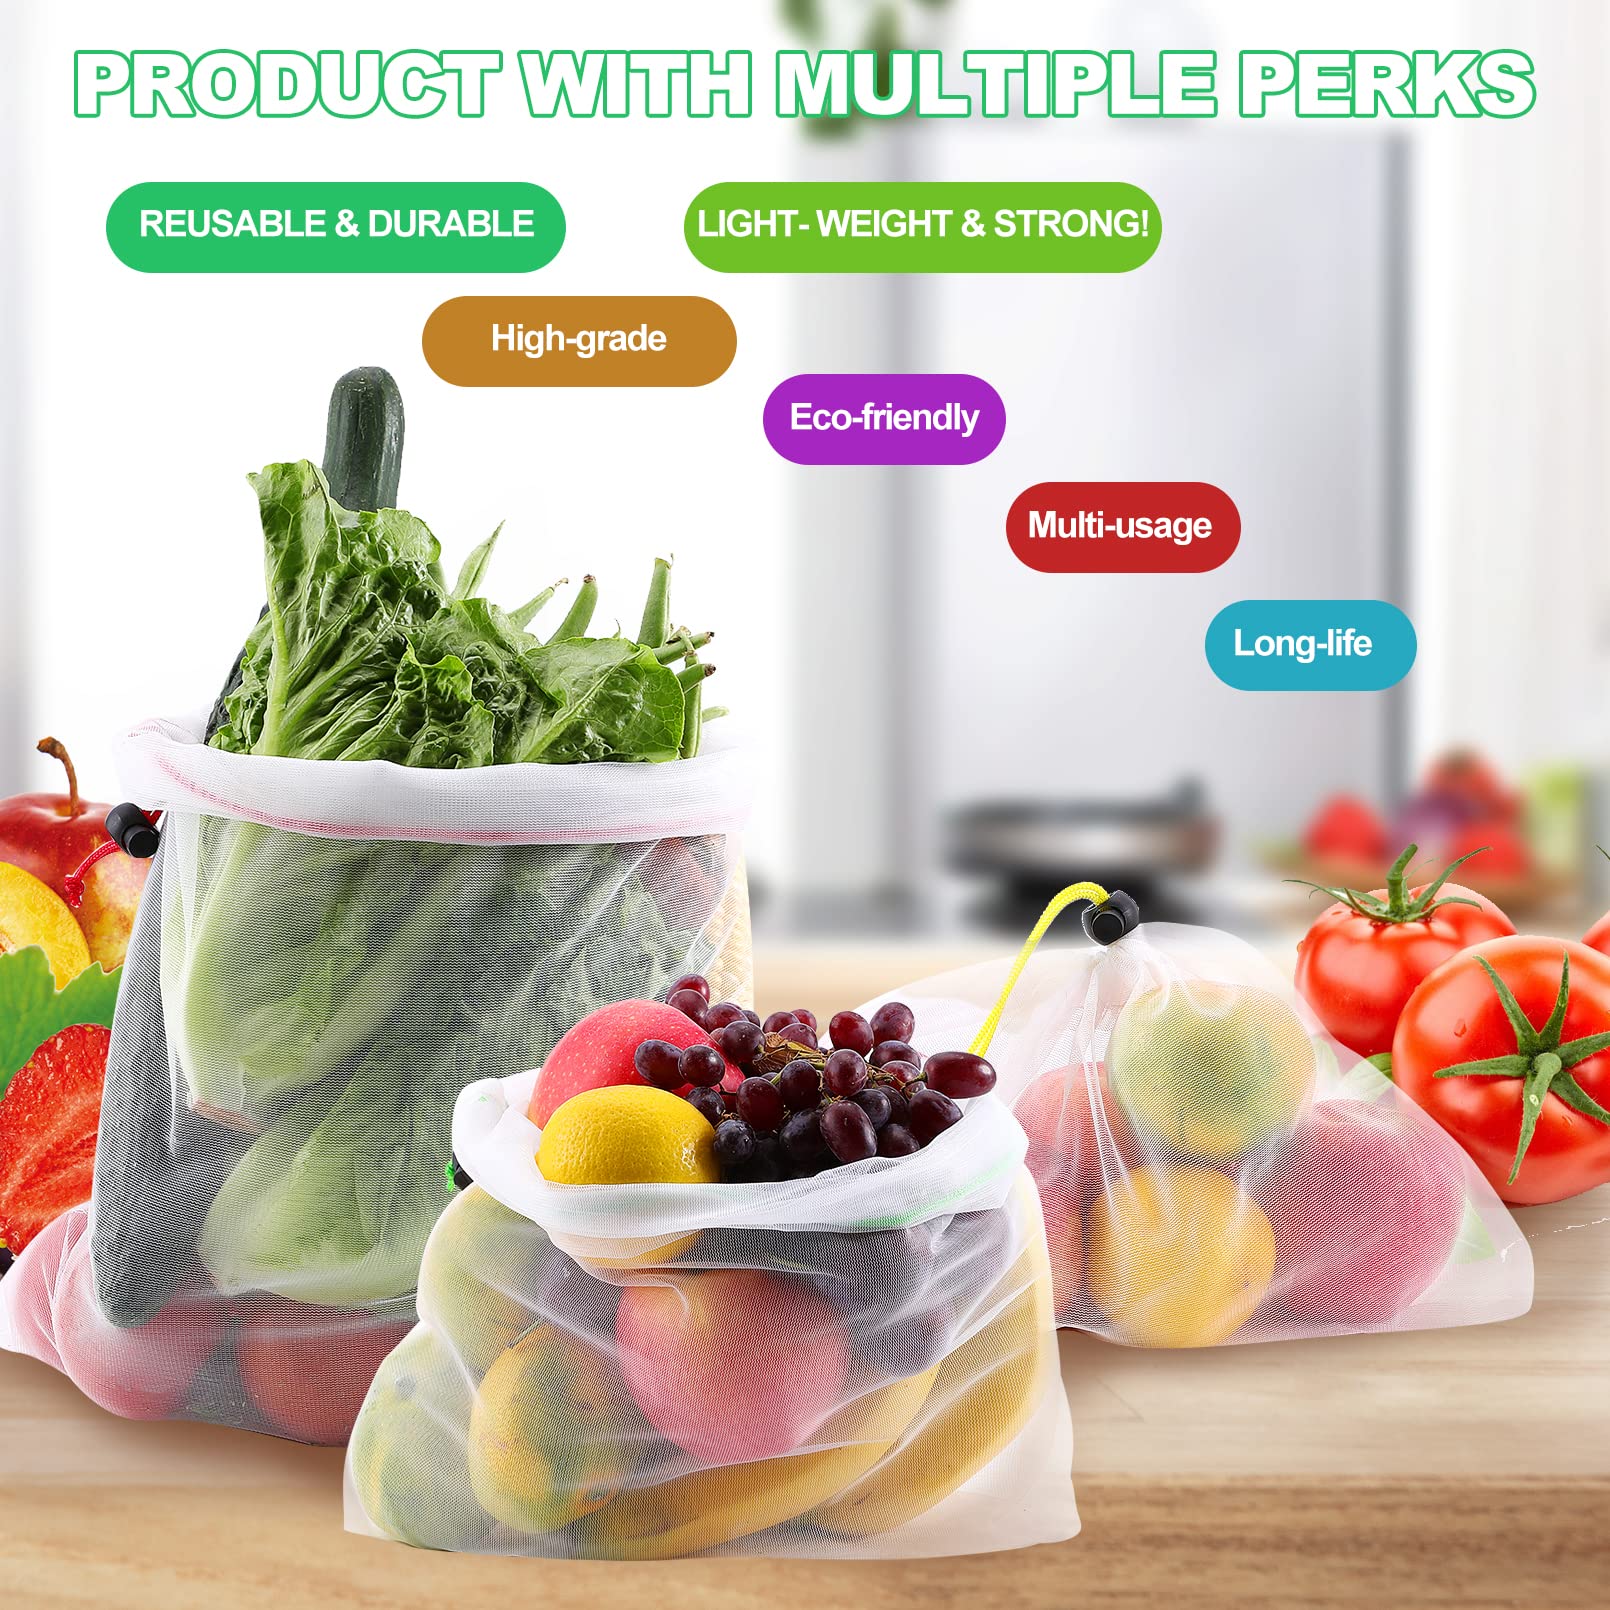 PRODUCT WITH MULTIPLE PERKS
REUSABLE & DURABLE
LIGHT- WEIGHT & STRONG!
High-grade
Eco-friendly
Multi-usage
Long-life